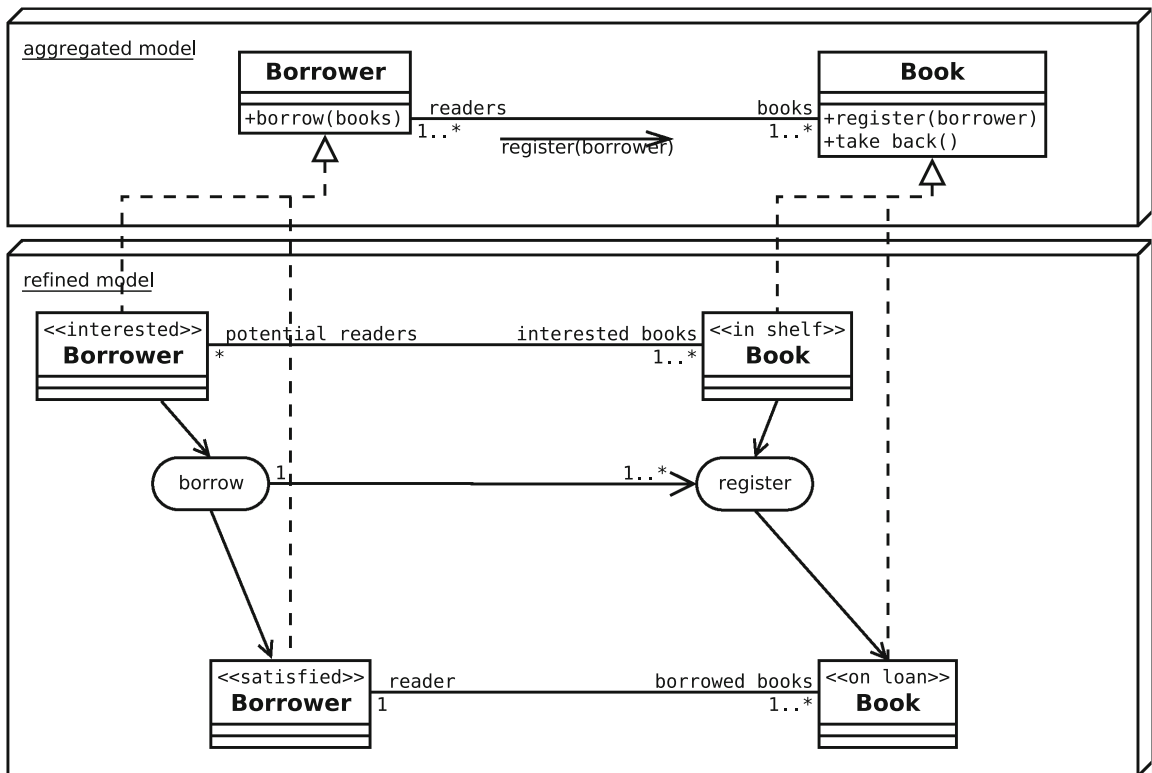 aggregated model
Borrower
+borrow(books)
readers
1..*
register(borrower)
books
1..*
Book
+register(borrower)
+take back()
refined model
<<interested>>
Borrower
potential readers
*
interested books
1..*
<<in shelf>>
Book
borrow
1
1..*
register
<<satisfied>>
Borrower
reader
1
borrowed books
1..*
<<on loan>>
Book